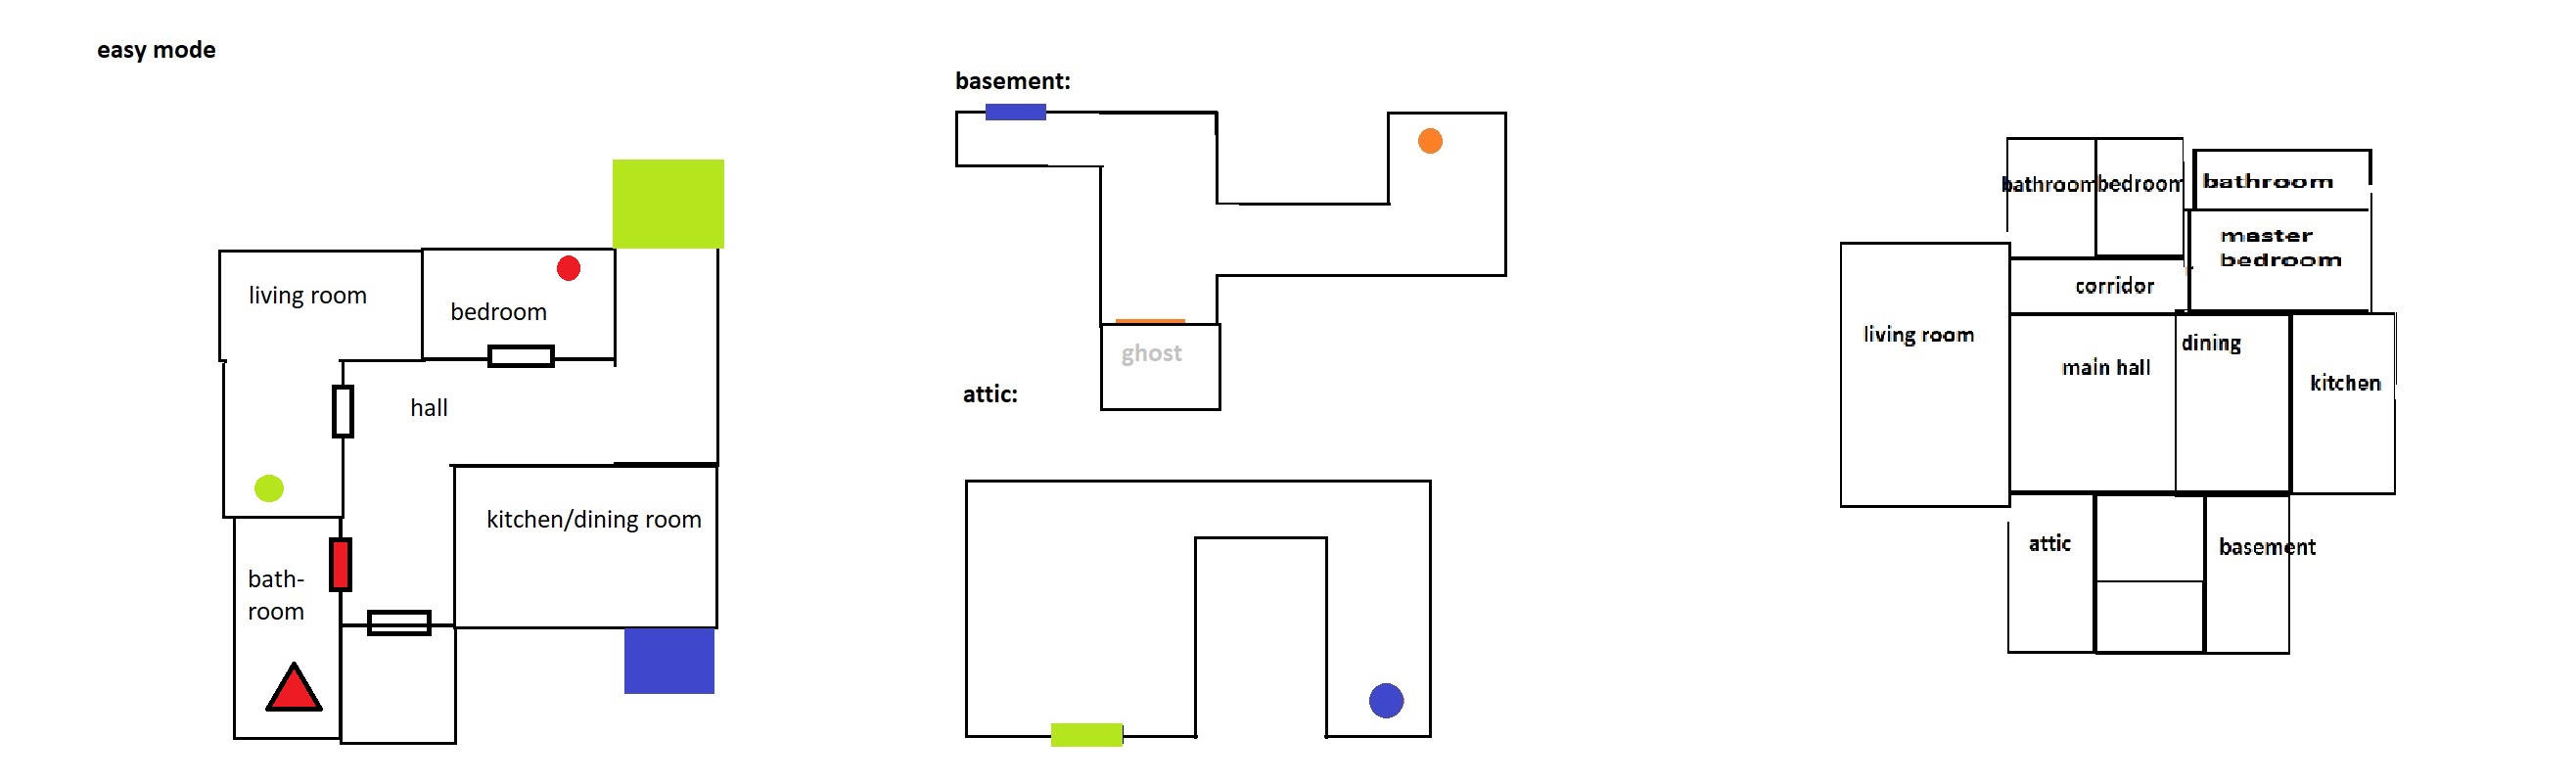 easy mode
living room
bedroom
hall
kitchen/dining room
bath-
room
basement:
ghost
attic:
bathroom
bedroom
bathroom
master
bedroom
corridor
living room
main hall
dining
kitchen
attic
basement